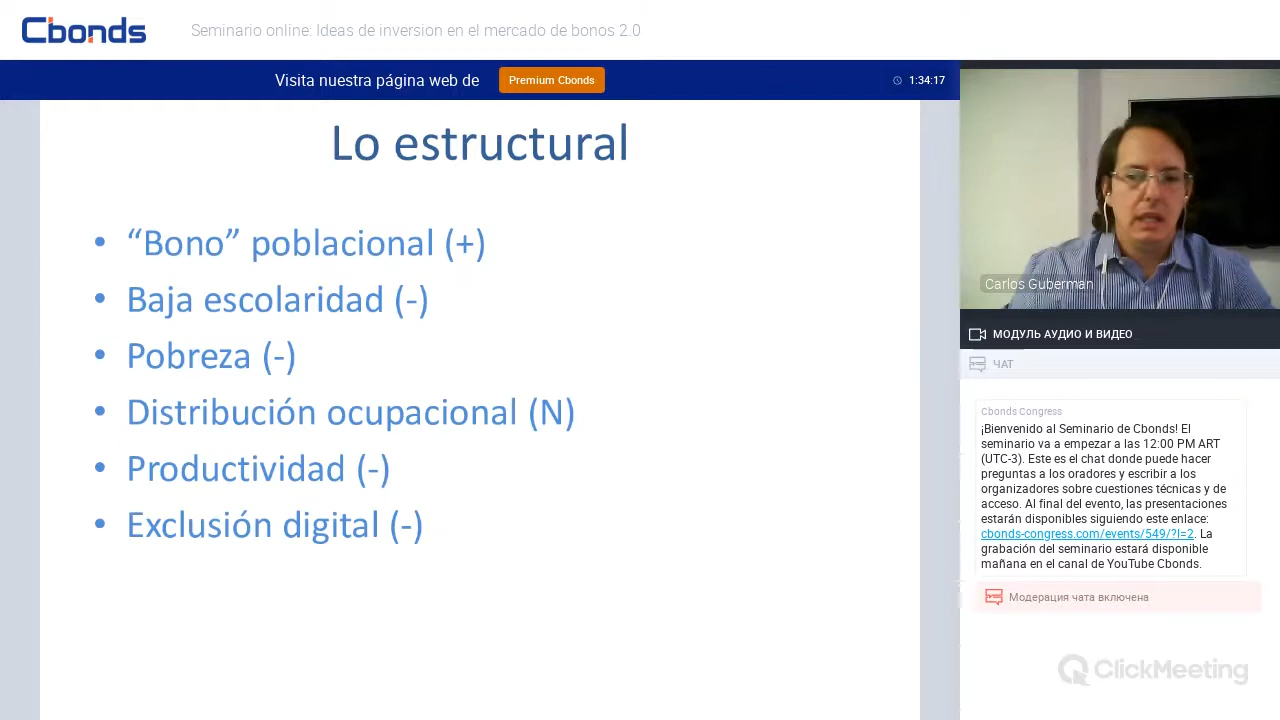 Cbonds
Seminario online: Ideas de inversion en el mercado de bonos 2.0
Visita nuestra página web de
Premium Cbonds
1:34:17
Lo estructural
• “Bono” poblacional (+)
• Baja escolaridad (-)
• Pobreza (-)
• Distribución ocupacional (N)
• Productividad (-)
• Exclusión digital (-)
Carlos Guberman
МОДУЛЬ АУДИО И ВИДЕО
ЧАТ
Cbonds Congress
¡Bienvenido al Seminario de Cbonds! El
seminario va a empezar a las 12:00 PM ART
(UTC-3). Este es el chat donde puede hacer
preguntas a los oradores y escribir a los
organizadores sobre cuestiones técnicas y de
acceso. Al final del evento, las presentaciones
estarán disponibles siguiendo este enlace:
cbonds-congress.com/events/549/?l=2. La
grabación del seminario estará disponible
mañana en el canal de YouTube Cbonds.
Модерация чата включена
ClickMeeting